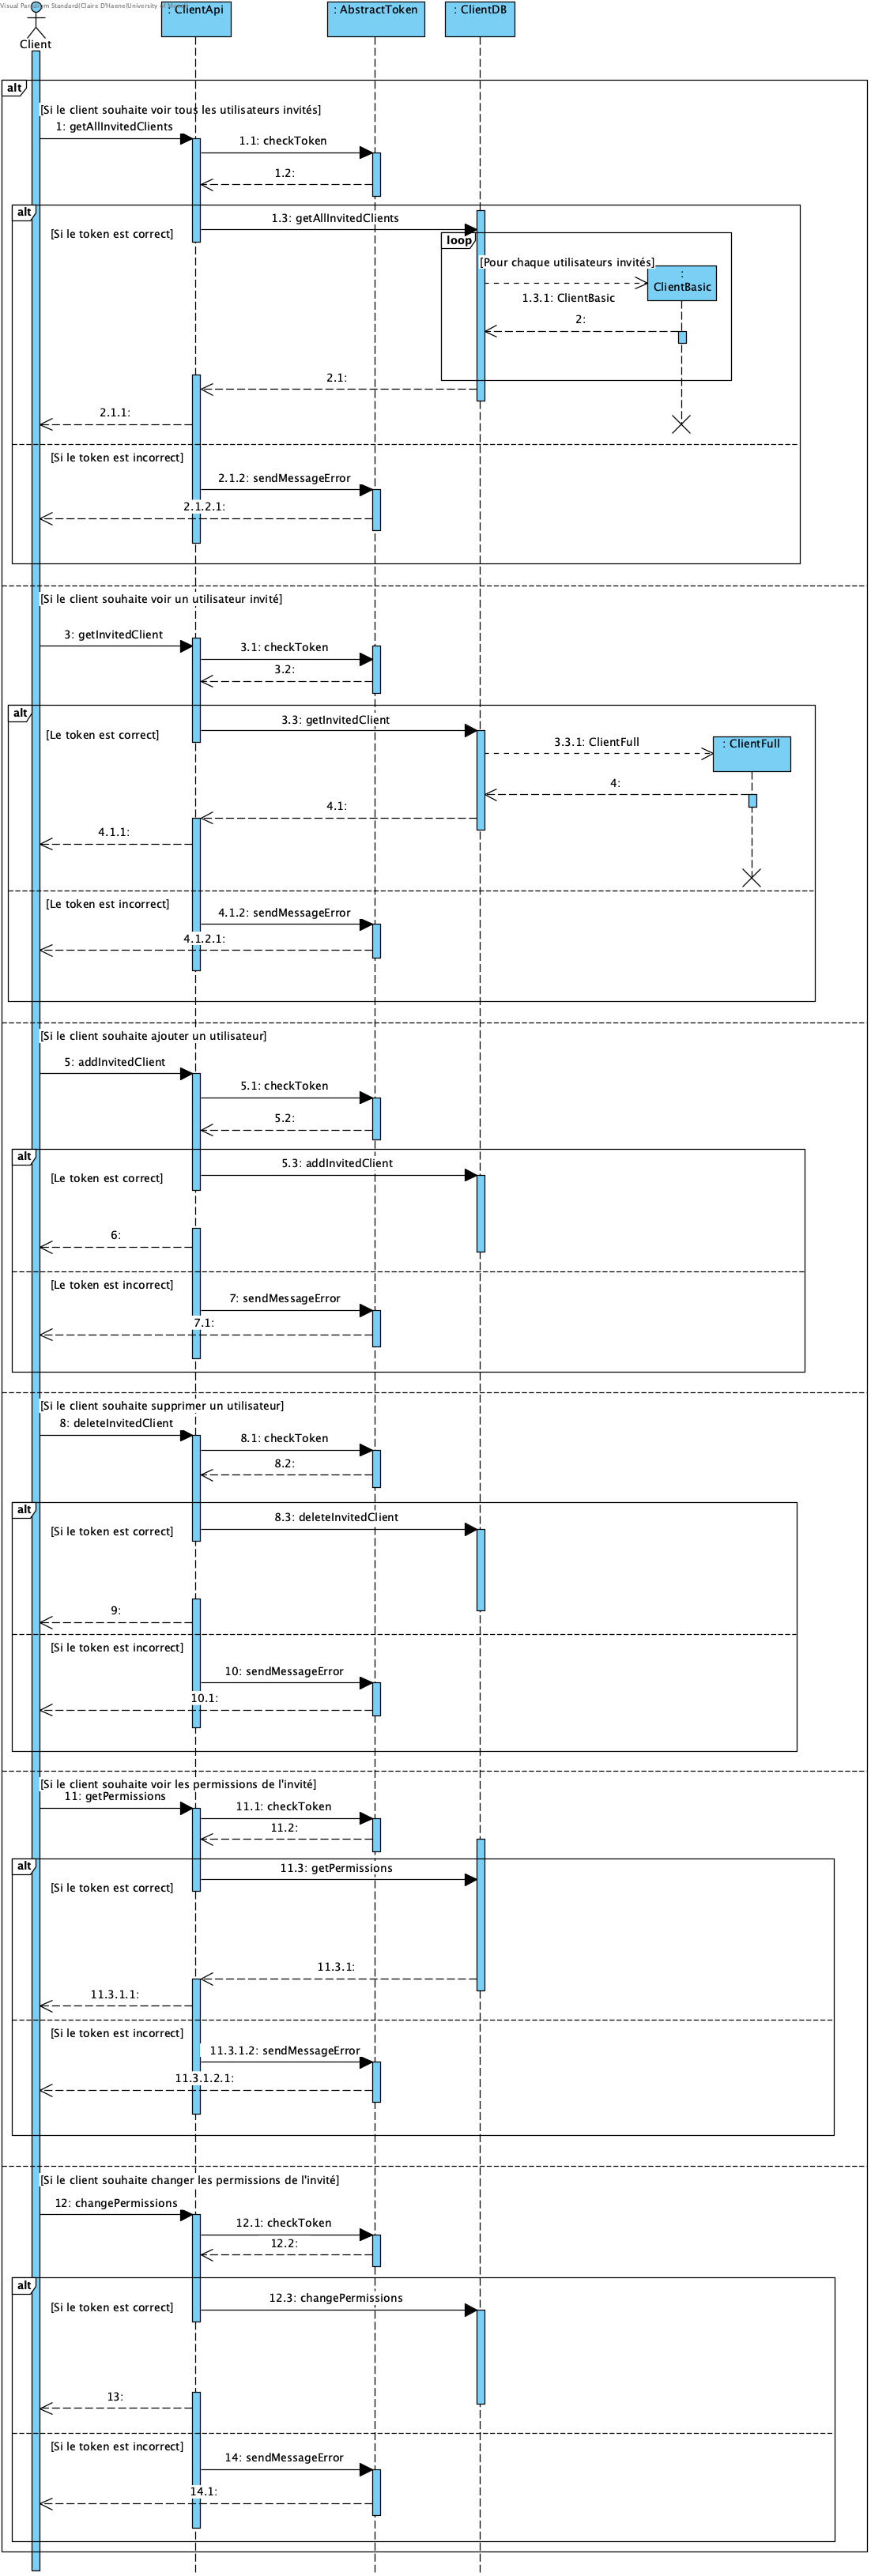 Visual Paradigm Standard(Claire D'Haene(University of
: ClientApi
: AbstractToken
: ClientDB
Client
alt
[Si le client souhaite voir tous les utilisateurs invités]
1: getAllInvitedClients
1.1: checkToken
1.2:
alt
1.3: getAllInvitedClients
[Si le token est correct]
loop
[Pour chaque utilisateurs invités]
:
ClientBasic
1.3.1: ClientBasic
2:
2.1:
2.1.1:
[Si le token est incorrect]
2.1.2: sendMessageError
2.1.2.1:
[Si le client souhaite voir un utilisateur invité]
3: getInvitedClient
3.1: checkToken
3.2:
alt
3.3: getInvitedClient
[Le token est correct]
3.3.1: ClientFull
: ClientFull
4:
4.1:
4.1.1:
[Le token est incorrect]
4.1.2: sendMessageError
4.1.2.1:
[Si le client souhaite ajouter un utilisateur]
5: addInvitedClient
5.1: checkToken
5.2:
alt
5.3: addInvitedClient
[Le token est correct]
6:
[Le token est incorrect]
7: sendMessageError
7.1:
[Si le client souhaite supprimer un utilisateur]
8: deleteInvitedClient
8.1: checkToken
8.2:
alt
8.3: deleteInvitedClient
[Si le token est correct]
9:
[Si le token est incorrect]
10: sendMessageError
10.1:
[Si le client souhaite voir les permissions de l'invité]
11: getPermissions
11.1: checkToken
11.2:
alt
11.3: getPermissions
[Si le token est correct]
11.3.1:
11.3.1.1:
[Si le token est incorrect]
11.3.1.2: sendMessageError
11.3.1.2.1:
[Si le client souhaite changer les permissions de l'invité]
12: changePermissions
12.1: checkToken
12.2:
alt
12.3: changePermissions
[Si le token est correct]
13:
[Si le token est incorrect]
14: sendMessageError
14.1: